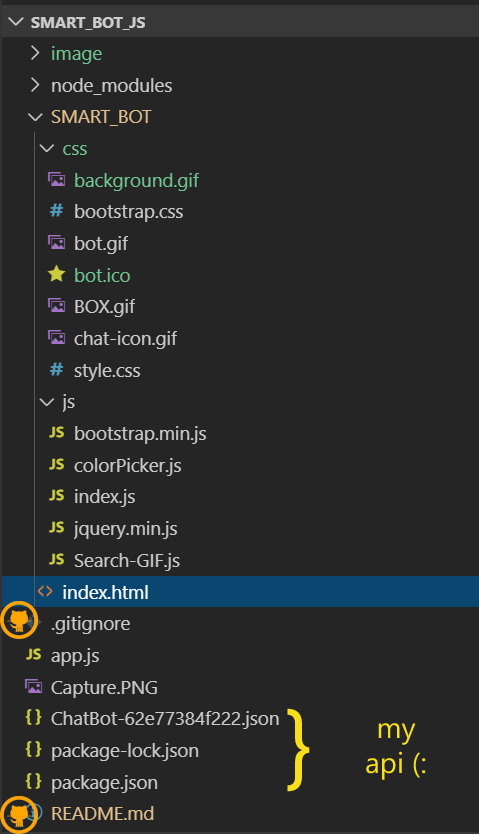 SMART_BOT_JS
image
node_modules
SMART_BOT
css
background.gif
# bootstrap.css
bot.gif
bot.ico
BOX.gif
chat-icon.gif
# style.css
js
JS bootstrap.min.js
JS colorPicker.js
JS index.js
JS jquery.min.js
JS Search-GIF.js
<> index.html
.gitignore
JS app.js
Capture.PNG
{} ChatBot-62e77384f222.json
{} package-lock.json
{} package.json
README.md
my
api (: